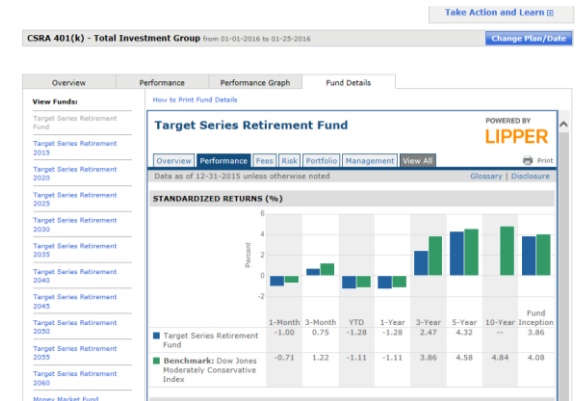 Take Action and Learn
CSRA 401(k) - Total Investment Group from 01-01-2016 to 01-25-2016
Change Plan/Date
Overview Performance Performance Graph Fund Details
View Funds:
Target Series Retirement
Fund
Target Series Retirement
2015
Target Series Retirement
2020
Target Series Retirement
2025
Target Series Retirement
2030
Target Series Retirement
2035
Target Series Retirement
2040
Target Series Retirement
2045
Target Series Retirement
2050
Target Series Retirement
2055
Target Series Retirement
2060
Money Market Fund
How to Print Fund Details
Target Series Retirement Fund
POWERED BY
LIPPER
Overview Performance Fees Risk Portfolio Management View All
Print
Data as of 12-31-2015 unless otherwise noted
Glossary | Disclosure
STANDARDIZED RETURNS (%)
Percent
6
4
2
0
-2
1-Month 3-Month YTD 1-Year 3-Year 5-Year 10-Year Fund
Inception
Target Series Retirement
Fund
-1.00 0.75 -1.28 -1.28 2.47 4.32 -- 3.86
Benchmark: Dow Jones
Moderately Conservative
Index
-0.71 1.22 -1.11 -1.11 3.86 4.58 4.84 4.08